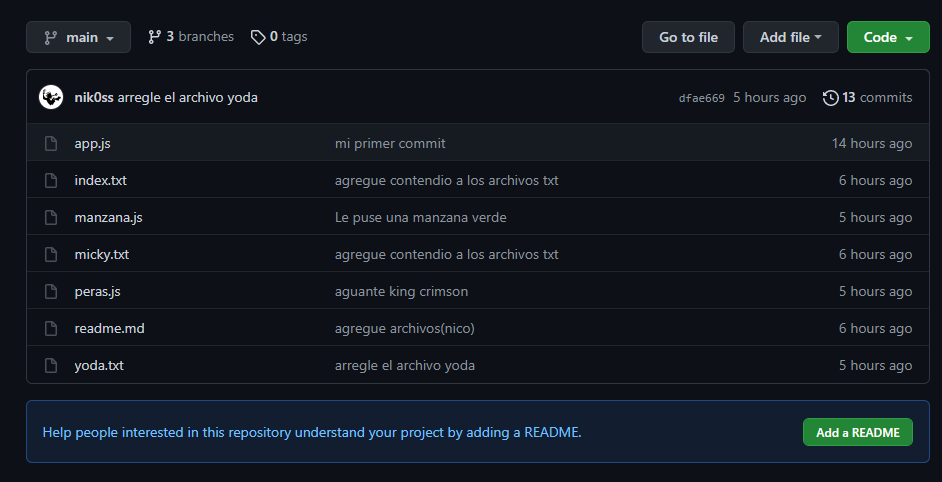 main 3 branches 0 tags Go to file Add file Code
nik0ss arregle el archivo yoda dfae669 5 hours ago 13 commits
app.js mi primer commit 14 hours ago
index.txt agregue contendio a los archivos txt 6 hours ago
manzana.js Le puse una manzana verde 5 hours ago
micky.txt agregue contendio a los archivos txt 6 hours ago
peras.js aguante king crimson 5 hours ago
readme.md agregue archivos(nico) 6 hours ago
yoda.txt arregle el archivo yoda 5 hours ago
Help people interested in this repository understand your project by adding a README. Add a README